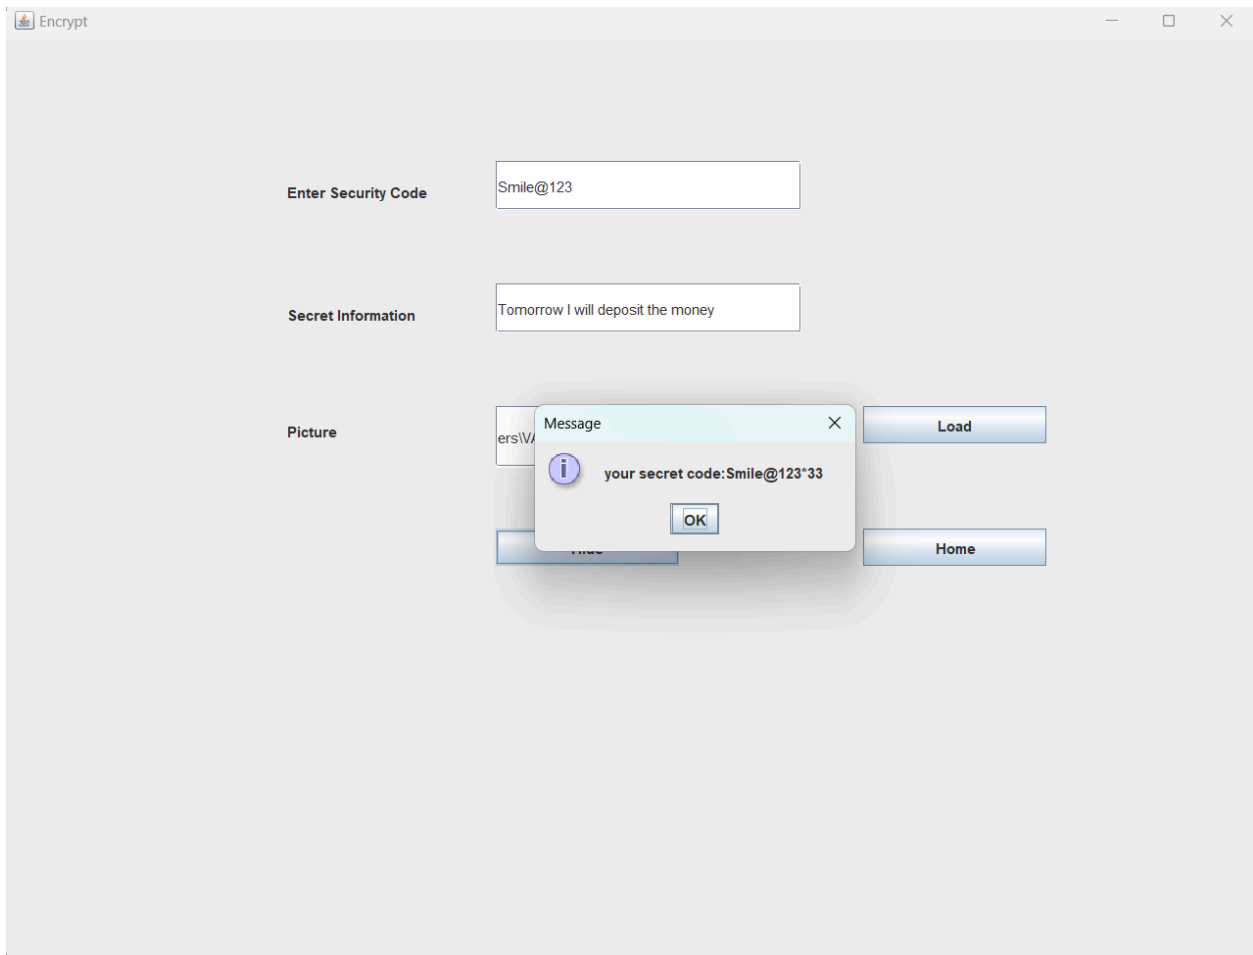 Encrypt
Enter Security Code
Smile@123
Secret Information
Tomorrow I will deposit the money
Picture
Load
Message
your secret code:Smile@123*33
OK
Home